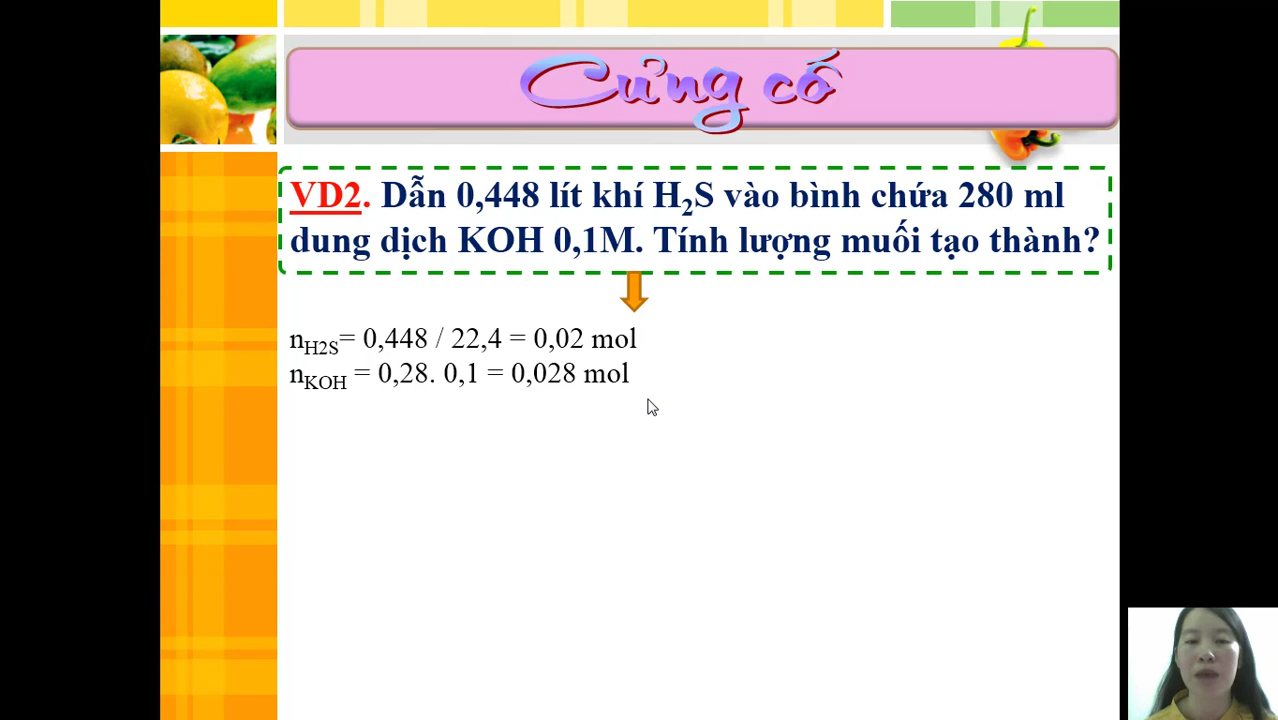 Củng cố
VD2. Dẫn 0,448 lít khí H₂S vào bình chứa 280 ml
dung dịch KOH 0,1M. Tính lượng muối tạo thành?
nH2S= 0,448 / 22,4 = 0,02 mol
nKOH = 0,28. 0,1 = 0,028 mol